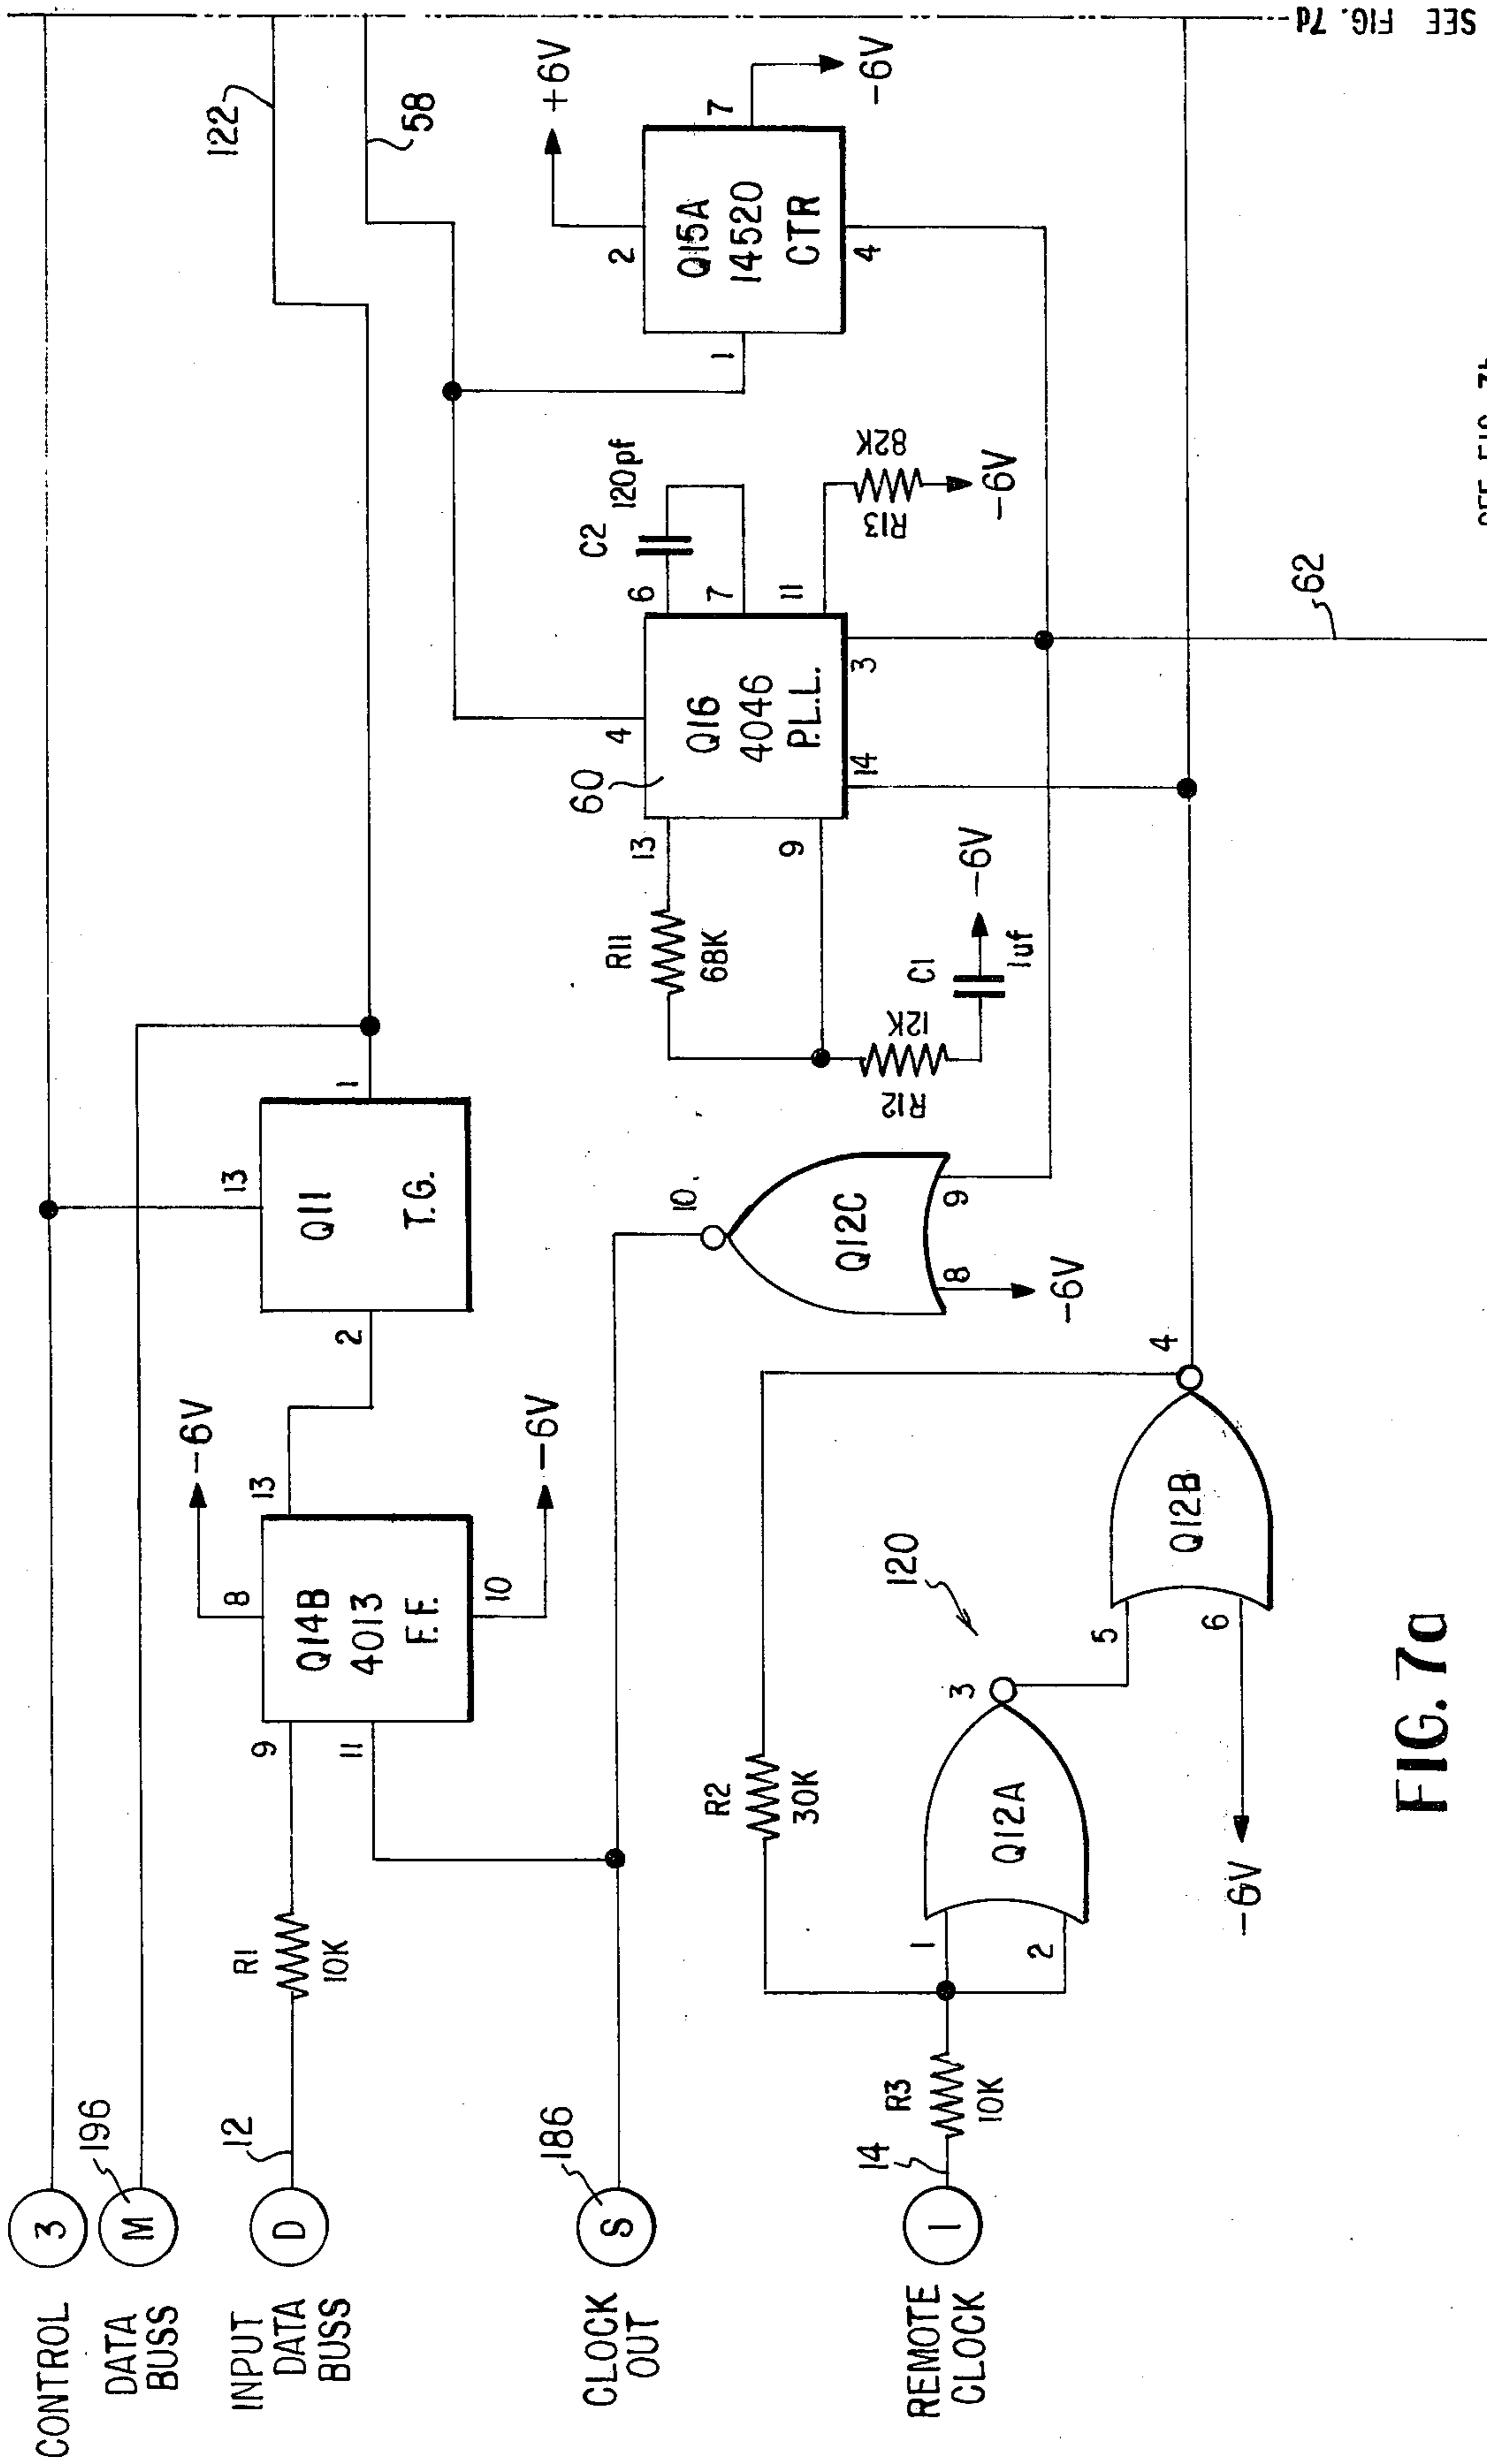 CONTROL
3
DATA
BUSS
M
196
INPUT
DATA
BUSS
D
12
R1
10K
9
11
8
-6V
Q14B
4013
F.F.
13
10
-6V
2
Q11
T.G.
13
1
122
58
CLOCK
OUT
S
186
10
Q12C
8
9
-6V
R11
68K
13
9
R12
12K
C1
1uf
-6V
60
4
Q16
4046
P.L.L.
14
3
6
7
11
C2
120pf
R13
82K
-6V
1
2
+6V
Q15A
14520
CTR
4
7
-6V
62
REMOTE
CLOCK
1
14
R3
10K
R2
30K
1
2
Q12A
3
120
5
6
-6V
Q12B
4
SEE FIG. 7d
SEE FIG.
FIG. 7a